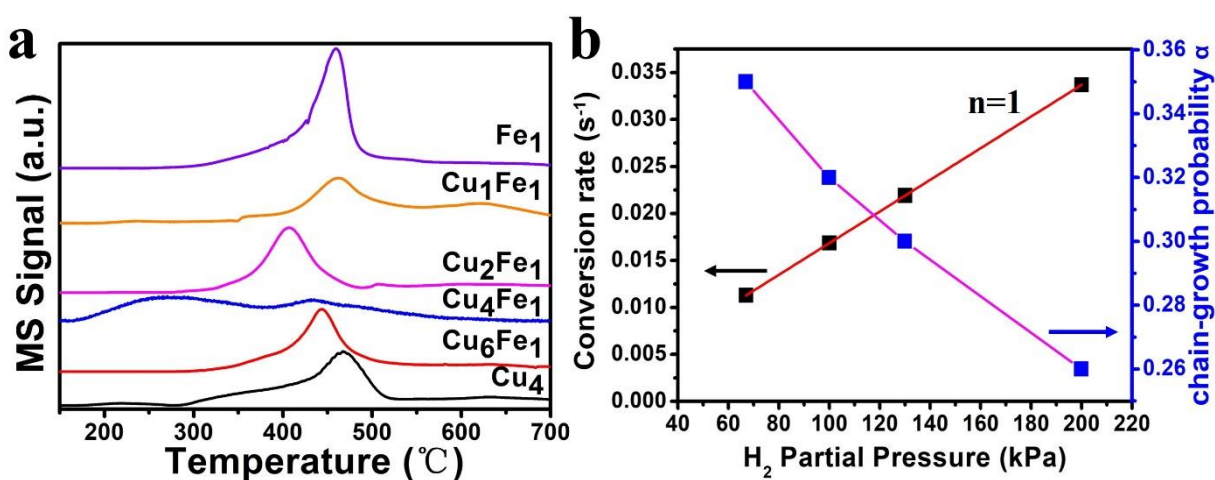 a
MS Signal (a.u.)
Fe1
Cu1Fe1
Cu2Fe1
Cu4Fe1
Cu6Fe1
Cu4
200 300 400 500 600 700
Temperature (℃)
b
Conversion rate (s⁻¹)
0.035
0.030
0.025
0.020
0.015
0.010
0.005
0.000
n=1
0.36
0.34
0.32
0.30
0.28
0.26
chain-growth probability α
40 60 80 100 120 140 160 180 200 220
H2 Partial Pressure (kPa)